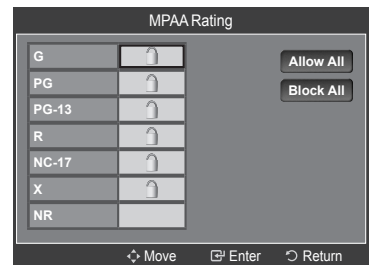 MPAA Rating
G
Allow All
PG
Block All
PG-13
R
NC-17
X
NR
Move Enter Return